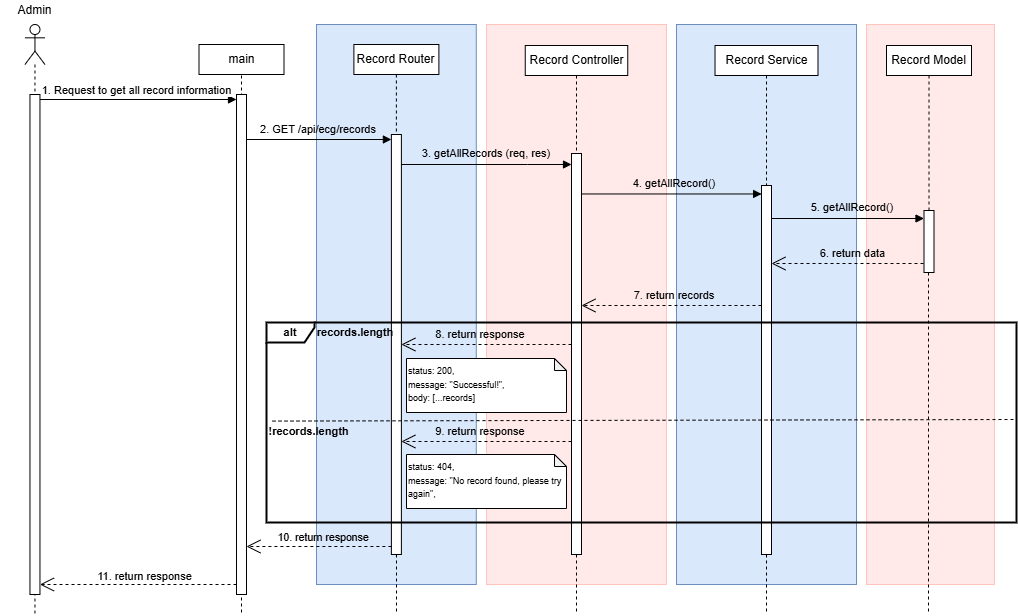 Admin
main
Record Router
Record Controller
Record Service
Record Model
1. Request to get all record information
2. GET /api/ecg/records
3. getAllRecords (req, res)
4. getAllRecord()
5. getAllRecord()
6. return data
7. return records
alt
records.length
8. return response
status: 200,
message: "Successful!",
body: [...records]
!records.length
9. return response
status: 404,
message: "No record found, please try
again",
10. return response
11. return response